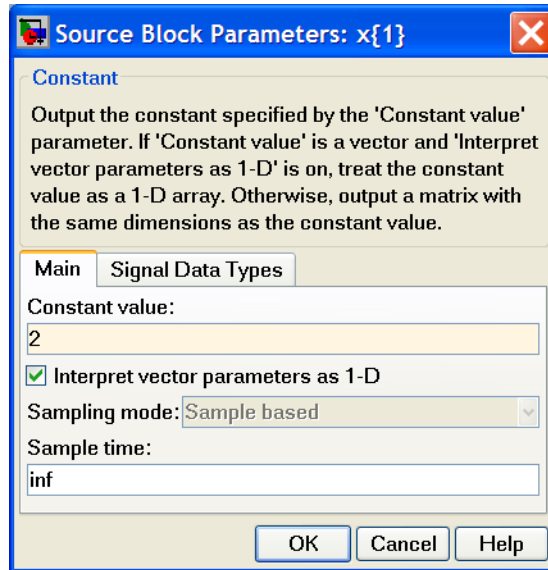 Source Block Parameters: x{1}
Constant
Output the constant specified by the 'Constant value'
parameter. If 'Constant value' is a vector and 'Interpret
vector parameters as 1-D' is on, treat the constant
value as a 1-D array. Otherwise, output a matrix with
the same dimensions as the constant value.
Main Signal Data Types
Constant value:
2
Interpret vector parameters as 1-D
Sampling mode: Sample based
Sample time:
inf
OK Cancel Help